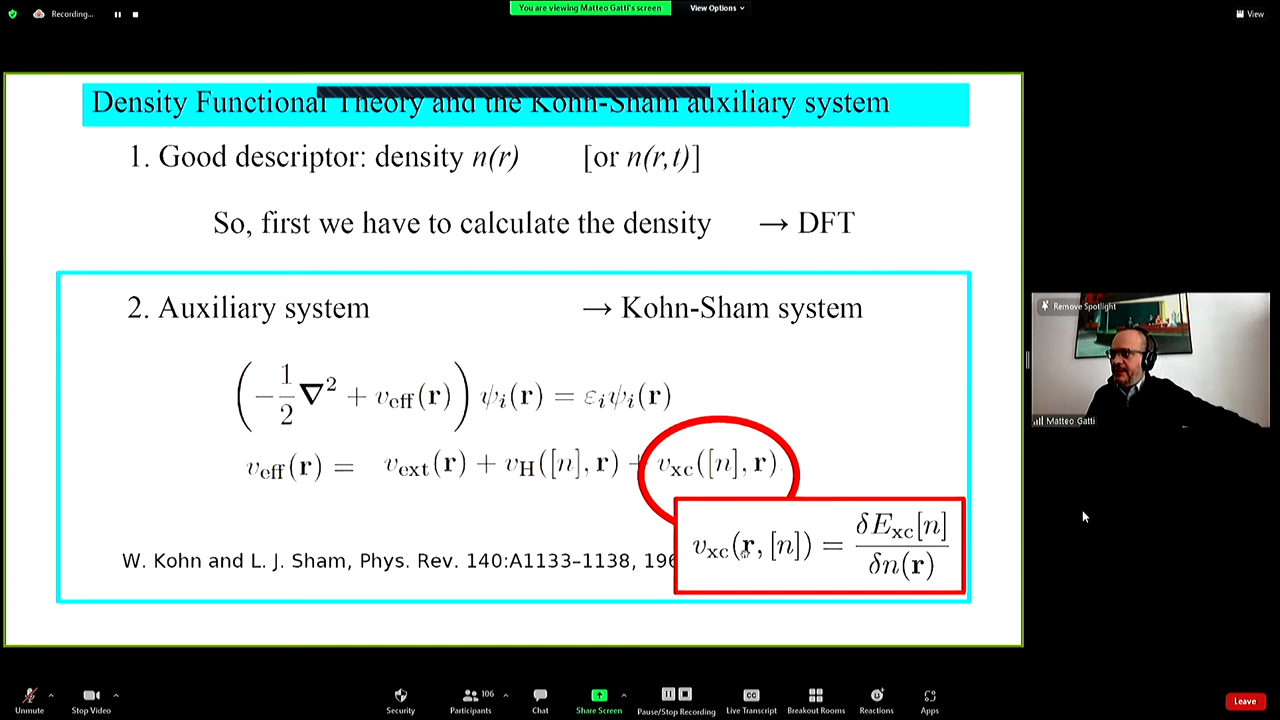 Recording...
You are viewing Matteo Gatti's screen
View Options
View
Density Functional Theory and the Kohn-Sham auxiliary system
1. Good descriptor: density n(r) [or n(r,t)]
So, first we have to calculate the density → DFT
2. Auxiliary system → Kohn-Sham system
(-1/2 ∇² + v_eff(r)) ψ_i(r) = ε_i ψ_i(r)
v_eff(r) = v_ext(r) + v_H([n], r) + v_xc([n], r)
v_xc(r, [n]) = δE_xc[n] / δn(r)
W. Kohn and L. J. Sham, Phys. Rev. 140:A1133–1138, 196
Remove Spotlight
Matteo Gatti
Unmute
Stop Video
Security
Participants
106
Chat
Share Screen
Pause/Stop Recording
CC
Live Transcript
Breakout Rooms
Reactions
Apps
Leave